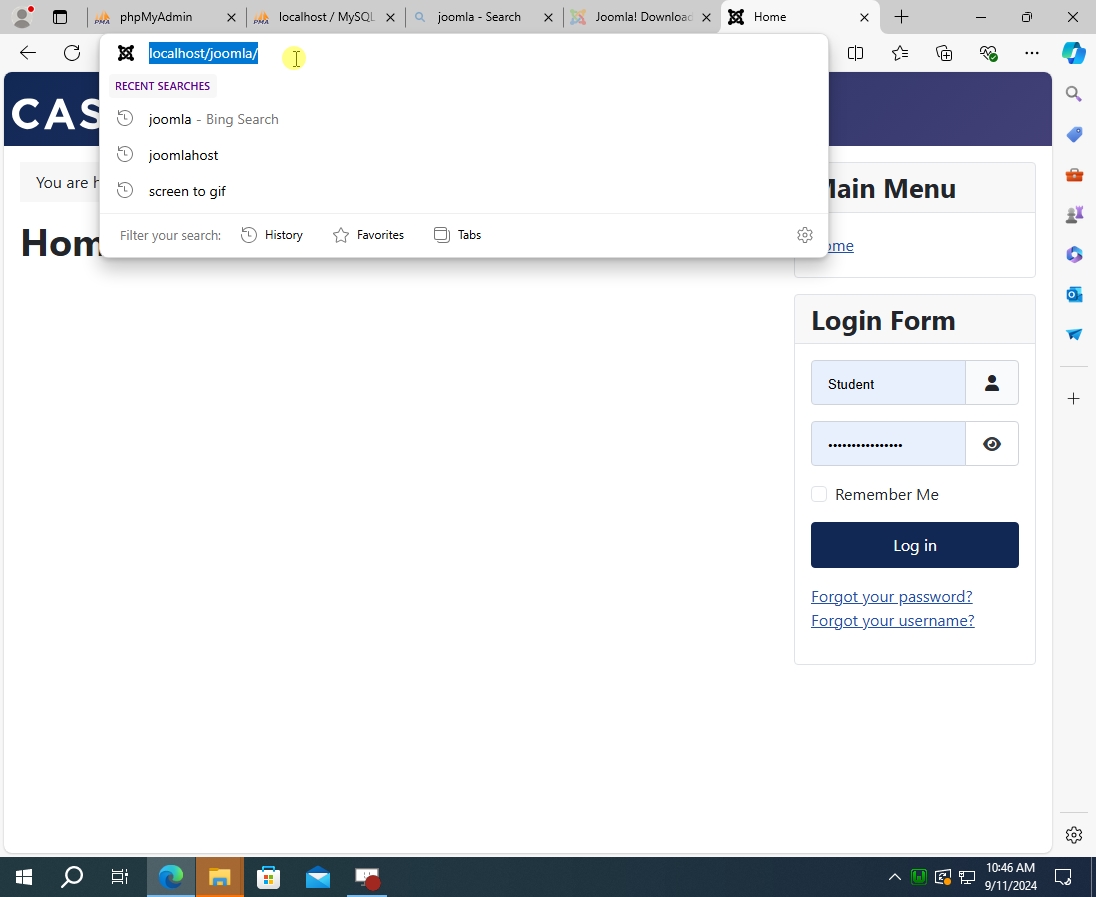 phpMyAdmin
localhost / MySQL
joomla - Search
Joomla! Download
Home
localhost/joomla/
RECENT SEARCHES
joomla - Bing Search
joomlahost
screen to gif
Filter your search:
History
Favorites
Tabs
CAS
You are h
Hom
Main Menu
ome
Login Form
Student
Remember Me
Log in
Forgot your password?
Forgot your username?
10:46 AM
9/11/2024